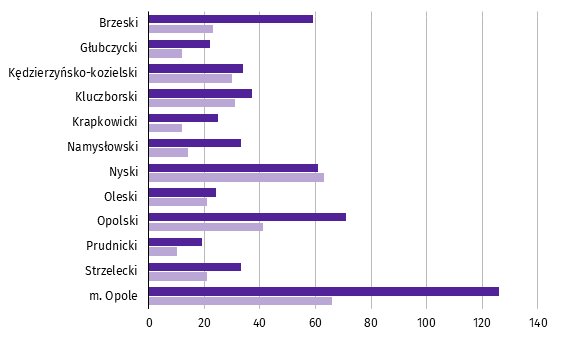 Brzeski
Głubczycki
Kędzierzyńsko-kozielski
Kluczborski
Krapkowicki
Namysłowski
Nyski
Oleski
Opolski
Prudnicki
Strzelecki
m. Opole
0 20 40 60 80 100 120 140